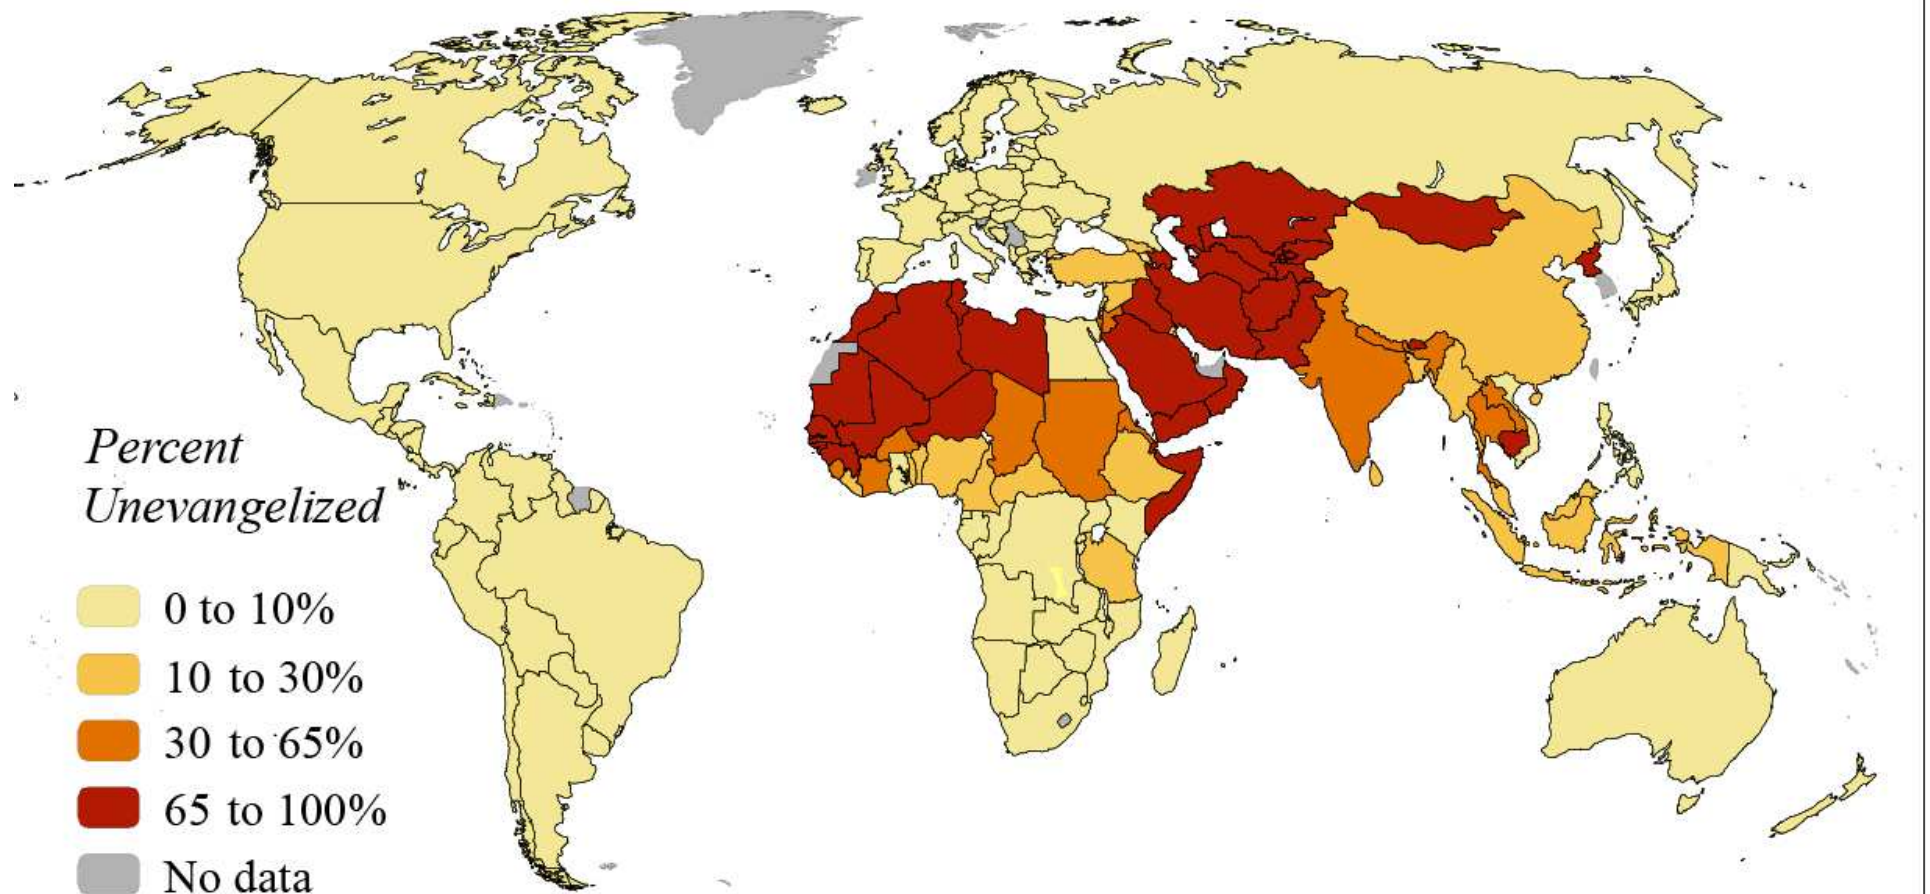 Percent
Unevangelized
0 to 10%
10 to 30%
30 to 65%
65 to 100%
No data